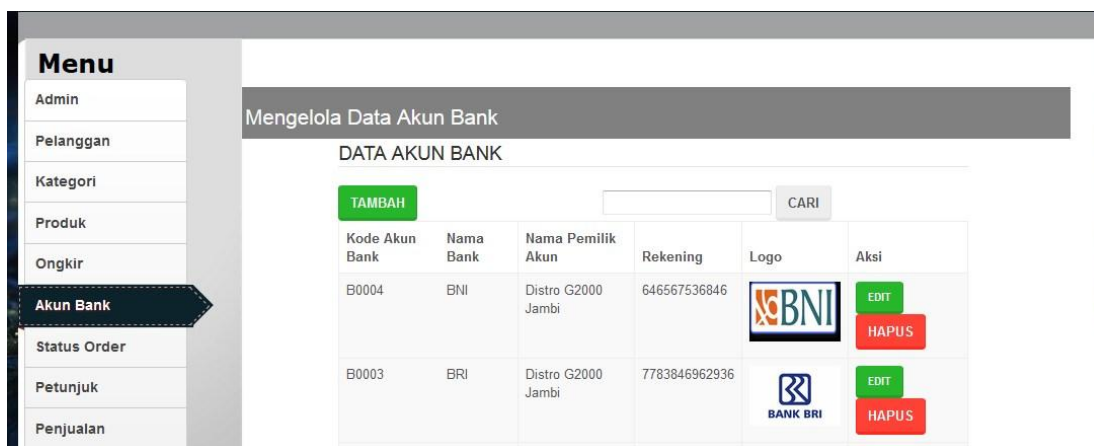 Menu
Admin
Pelanggan
Kategori
Produk
Ongkir
Akun Bank
Status Order
Petunjuk
Penjualan
Mengelola Data Akun Bank
DATA AKUN BANK
TAMBAH
CARI
Kode Akun Bank Nama Bank Nama Pemilik Akun Rekening Logo Aksi
B0004 BNI Distro G2000 Jambi 646567536846 BNI EDIT
HAPUS
B0003 BRI Distro G2000 Jambi 7783846962936 BANK BRI EDIT
HAPUS